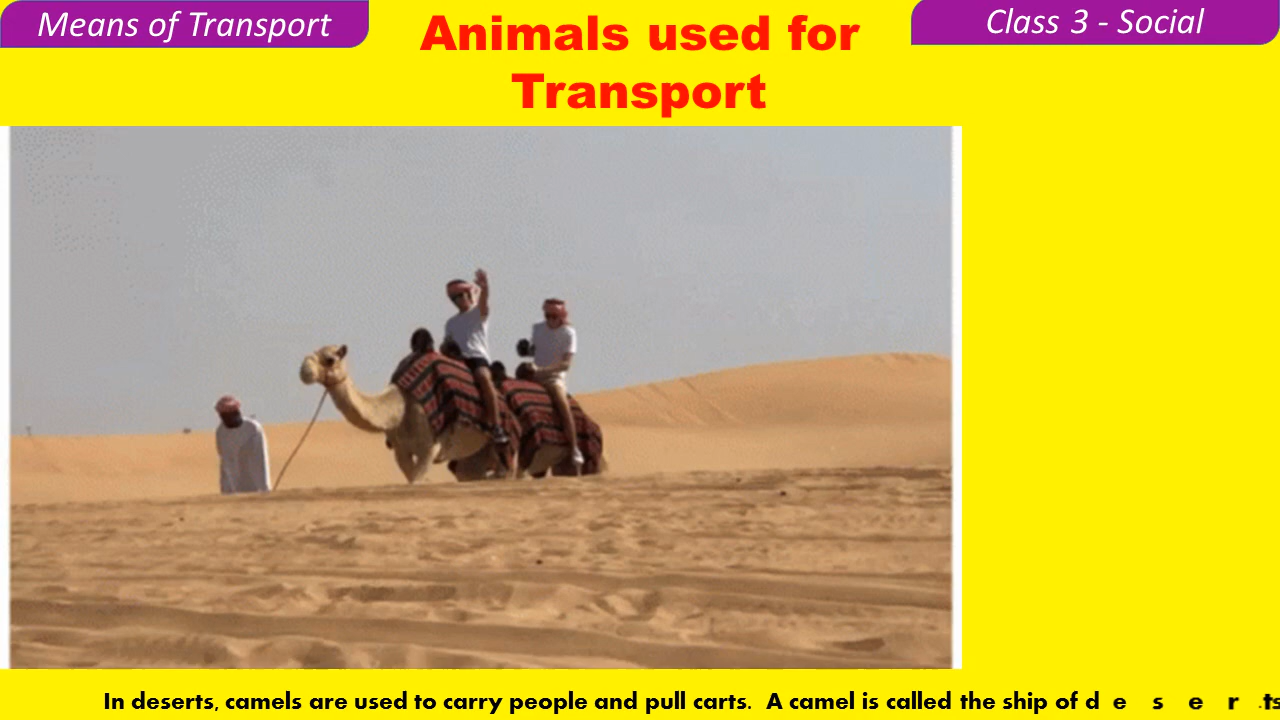 Means of Transport
Animals used for
Transport
Class 3 - Social
In deserts, camels are used to carry people and pull carts. A camel is called the ship of d e s e r ts